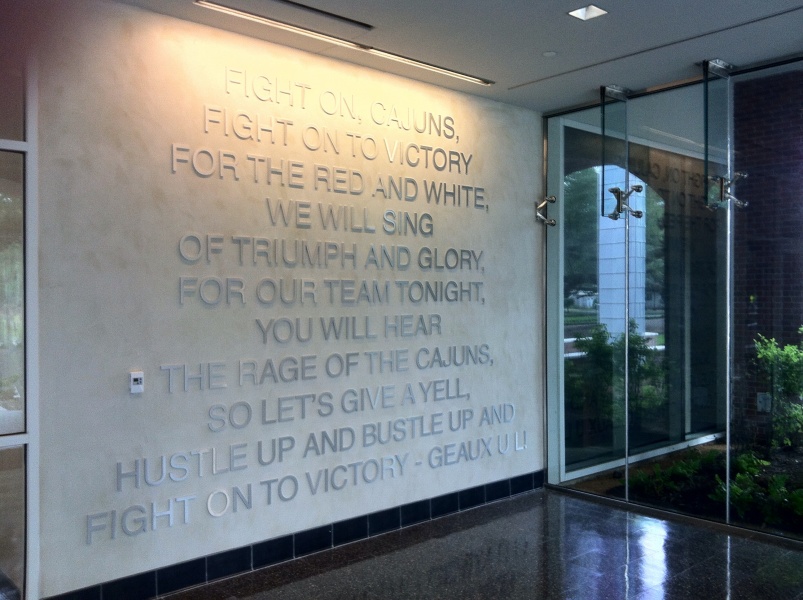 FIGHT ON, CAJUNS,
FIGHT ON TO VICTORY
FOR THE RED AND WHITE,
WE WILL SING
OF TRIUMPH AND GLORY,
FOR OUR TEAM TONIGHT,
YOU WILL HEAR
THE RAGE OF THE CAJUNS,
SO LET'S GIVE A YELL,
HUSTLE UP AND BUSTLE UP AND
FIGHT ON TO VICTORY - GEAUX U L!